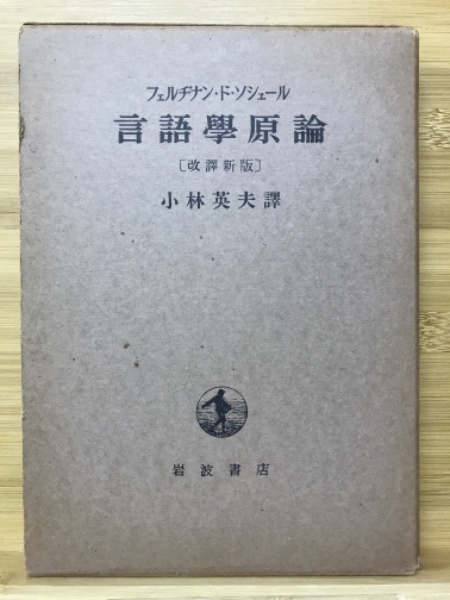 フェルヂナン・ド・ソシュール
言語學原論
〔改譯新版〕
小林英夫譯
岩波書店